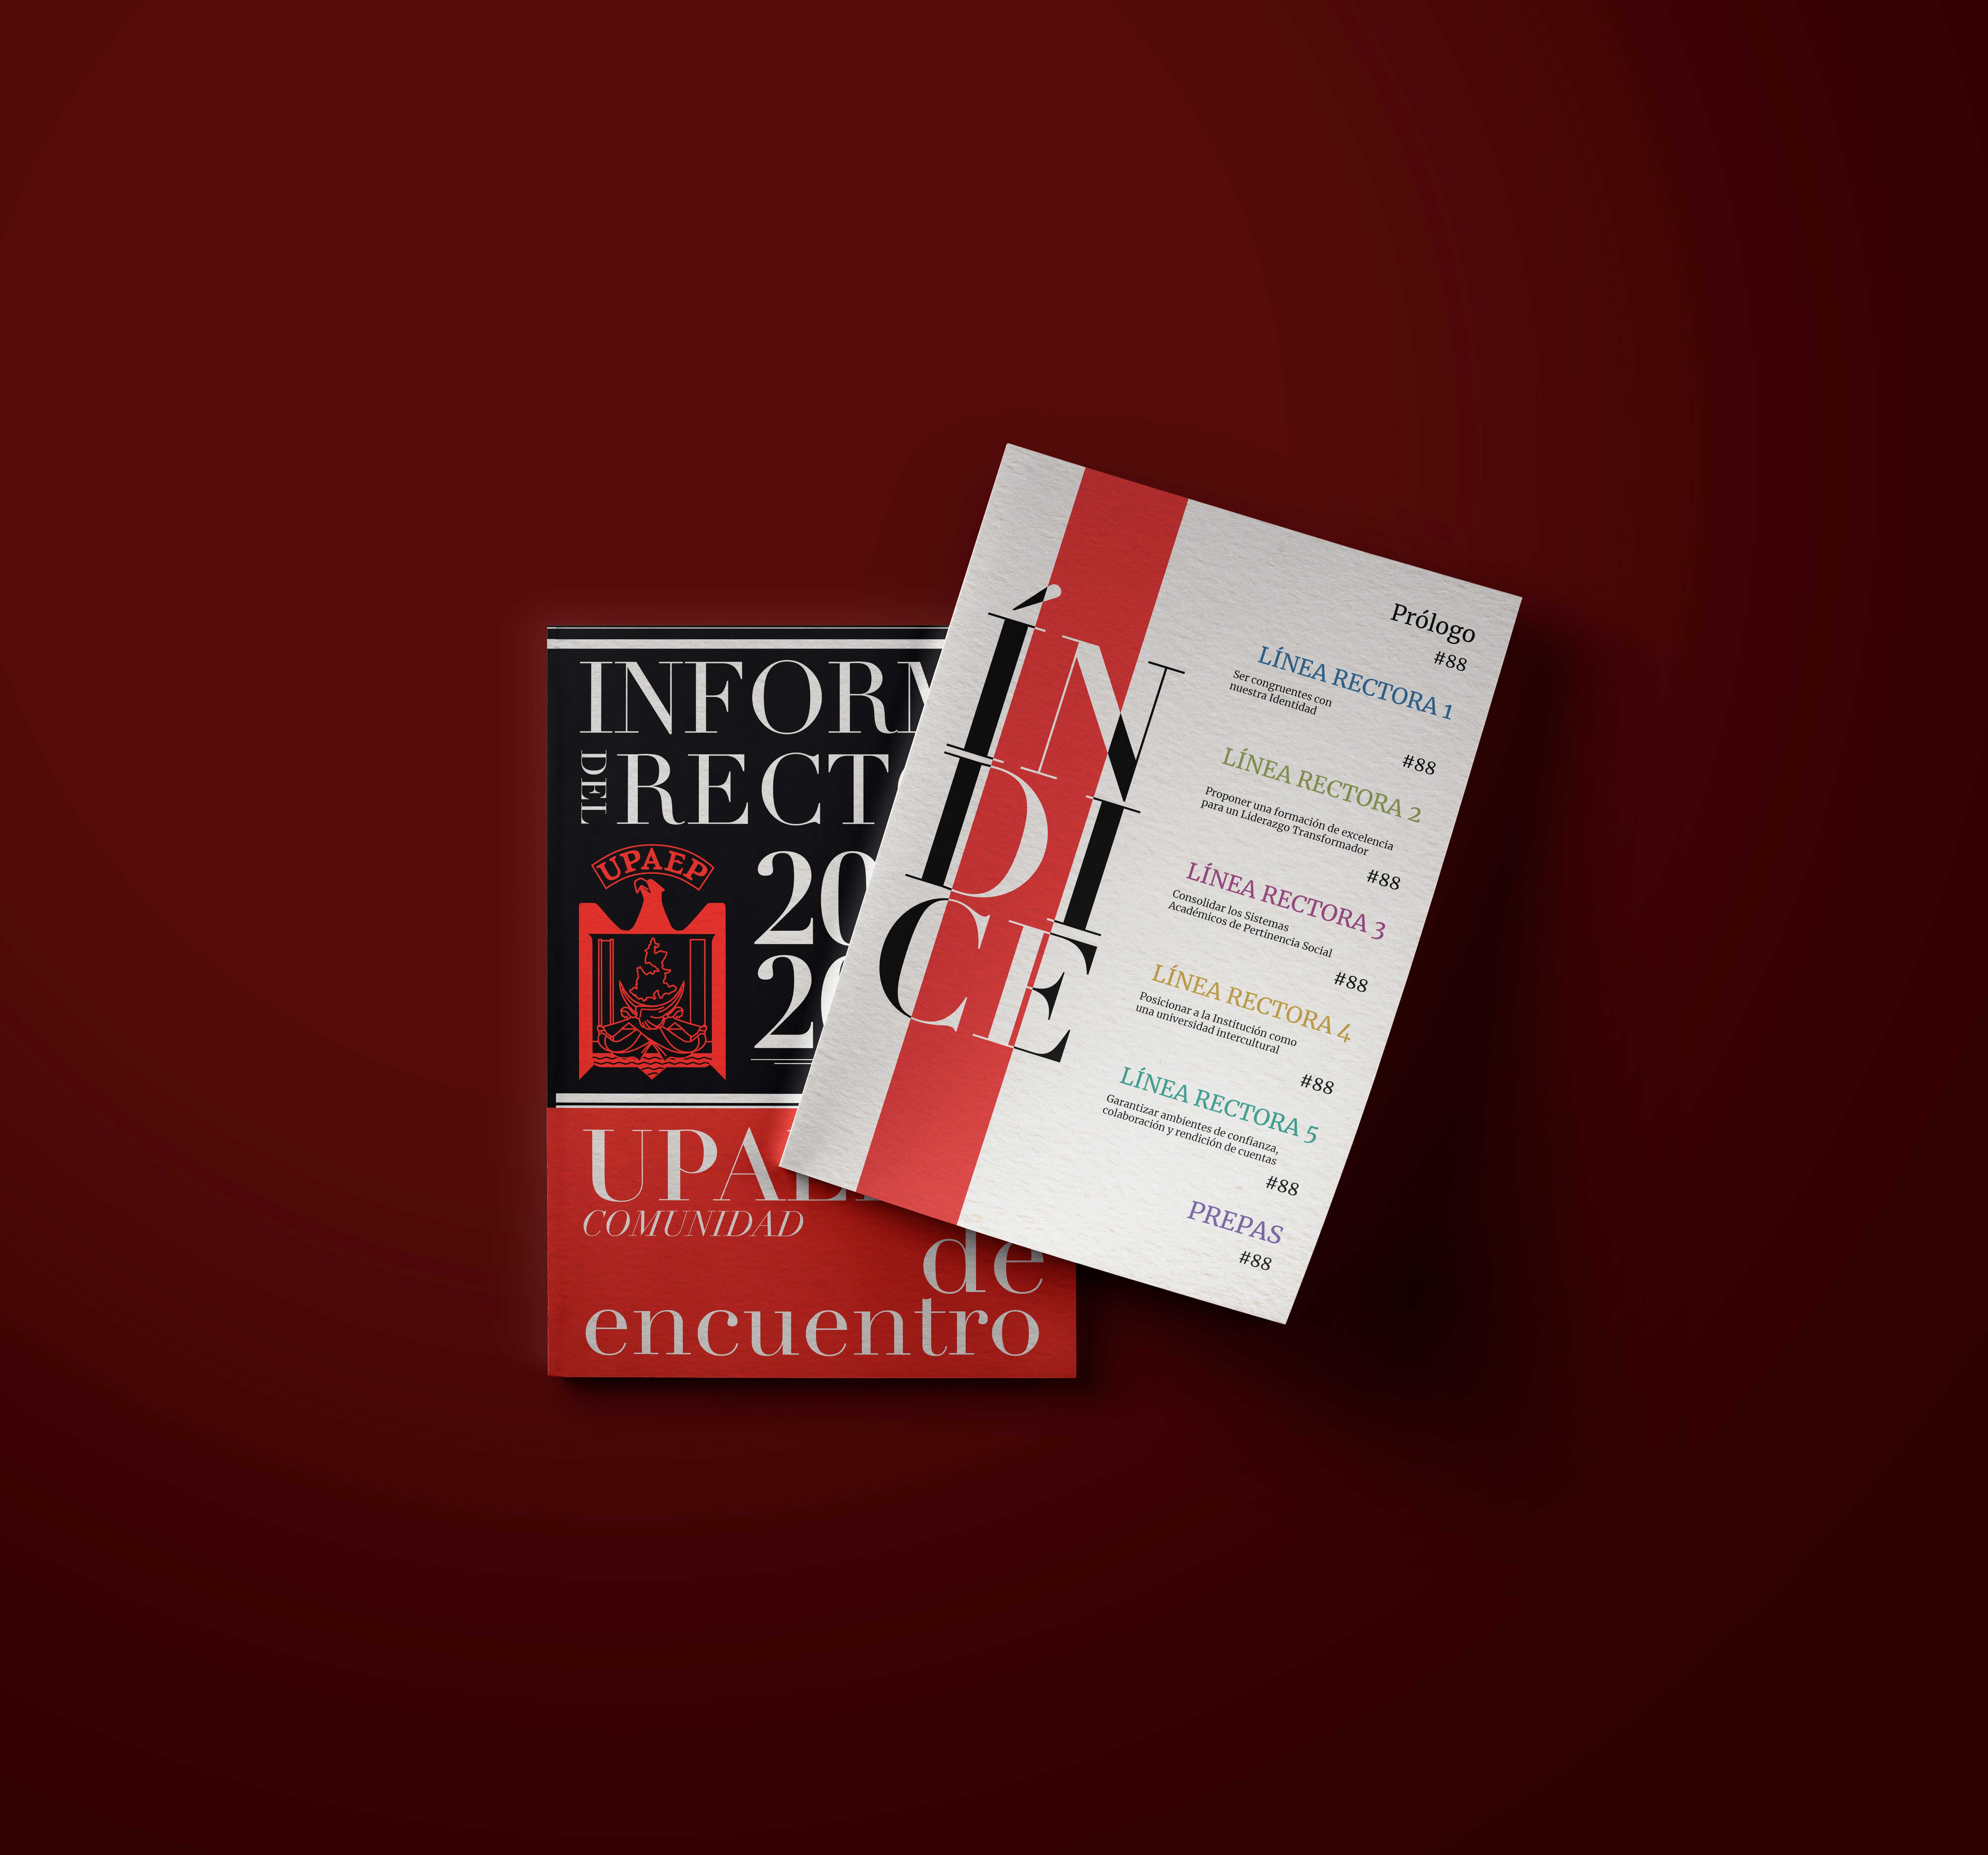 INFORM
DEL
RECT
UPAEP
20
20
UPAE
COMUNIDAD
de
encuentro
ÍN
DI
CE
Prólogo
#88
LÍNEA RECTORA 1
Ser congruentes con
nuestra Identidad
#88
LÍNEA RECTORA 2
Proponer una formación de excelencia
para un Liderazgo Transformador
#88
LÍNEA RECTORA 3
Consolidar los Sistemas
Académicos de Pertinencia Social
#88
LÍNEA RECTORA 4
Posicionar a la Institución como
una universidad intercultural
#88
LÍNEA RECTORA 5
Garantizar ambientes de confianza,
colaboración y rendición de cuentas
#88
PREPAS
#88